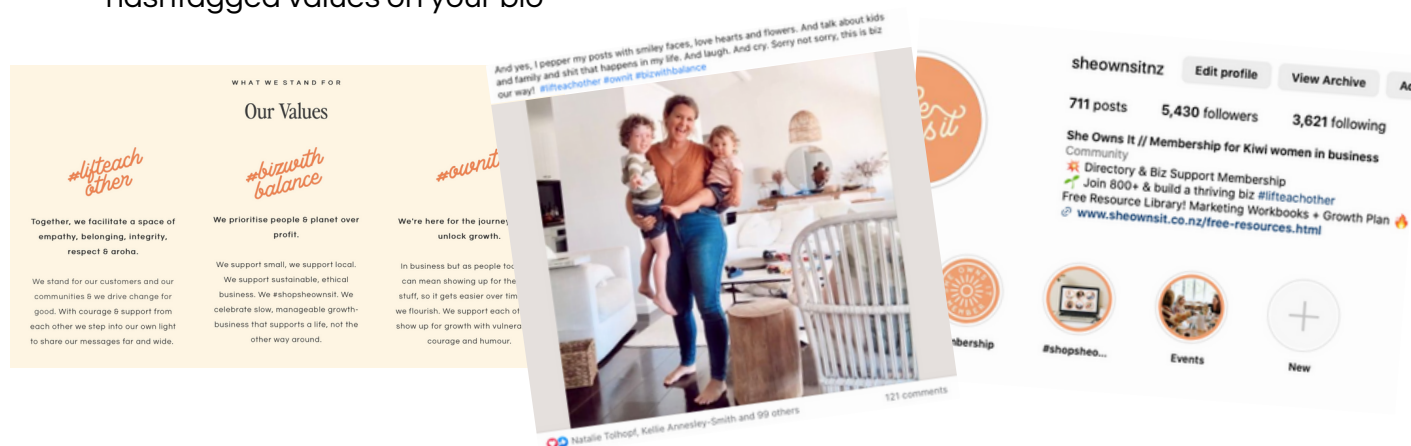 hashtagged values on your bio
WHAT WE STAND FOR
Our Values
#lifteach
other
Together, we facilitate a space of
empathy, belonging, integrity,
respect & aroha.
We stand for our customers and our
communities & we drive change for
good. With courage & support from
each other we step into our own light
to share our messages far and wide.
#bizwith
balance
We prioritise people & planet over
profit.
We support small, we support local.
We support sustainable, ethical
business. We #shopsheownsit. We
celebrate slow, manageable growth-
business that supports a life, not the
other way around.
#ownit
We're here for the journey
unlock growth.
In business but as people too
can mean showing up for the
stuff, so it gets easier over tim
we flourish. We support each ot
show up for growth with vulnera
courage and humour.
And yes, I pepper my posts with smiley faces, love hearts and flowers. And talk about kids
and family and shit that happens in my life. And laugh. And cry. Sorry not sorry, this is biz
our way! #lifteachother #ownit #bizwithbalance
Natalie Tolhopf, Kellie Annesley-Smith and 99 others
121 comments
sit
sheownsitnz
Edit profile
View Archive
Ad
711 posts
5,430 followers
3,621 following
She Owns It // Membership for Kiwi women in business
Community
💥 Directory & Biz Support Membership
🌱 Join 800+ & build a thriving biz #lifteachother
Free Resource Library! Marketing Workbooks + Growth Plan 🔥
www.sheownsit.co.nz/free-resources.html
mbership
#shopsheo...
Events
New